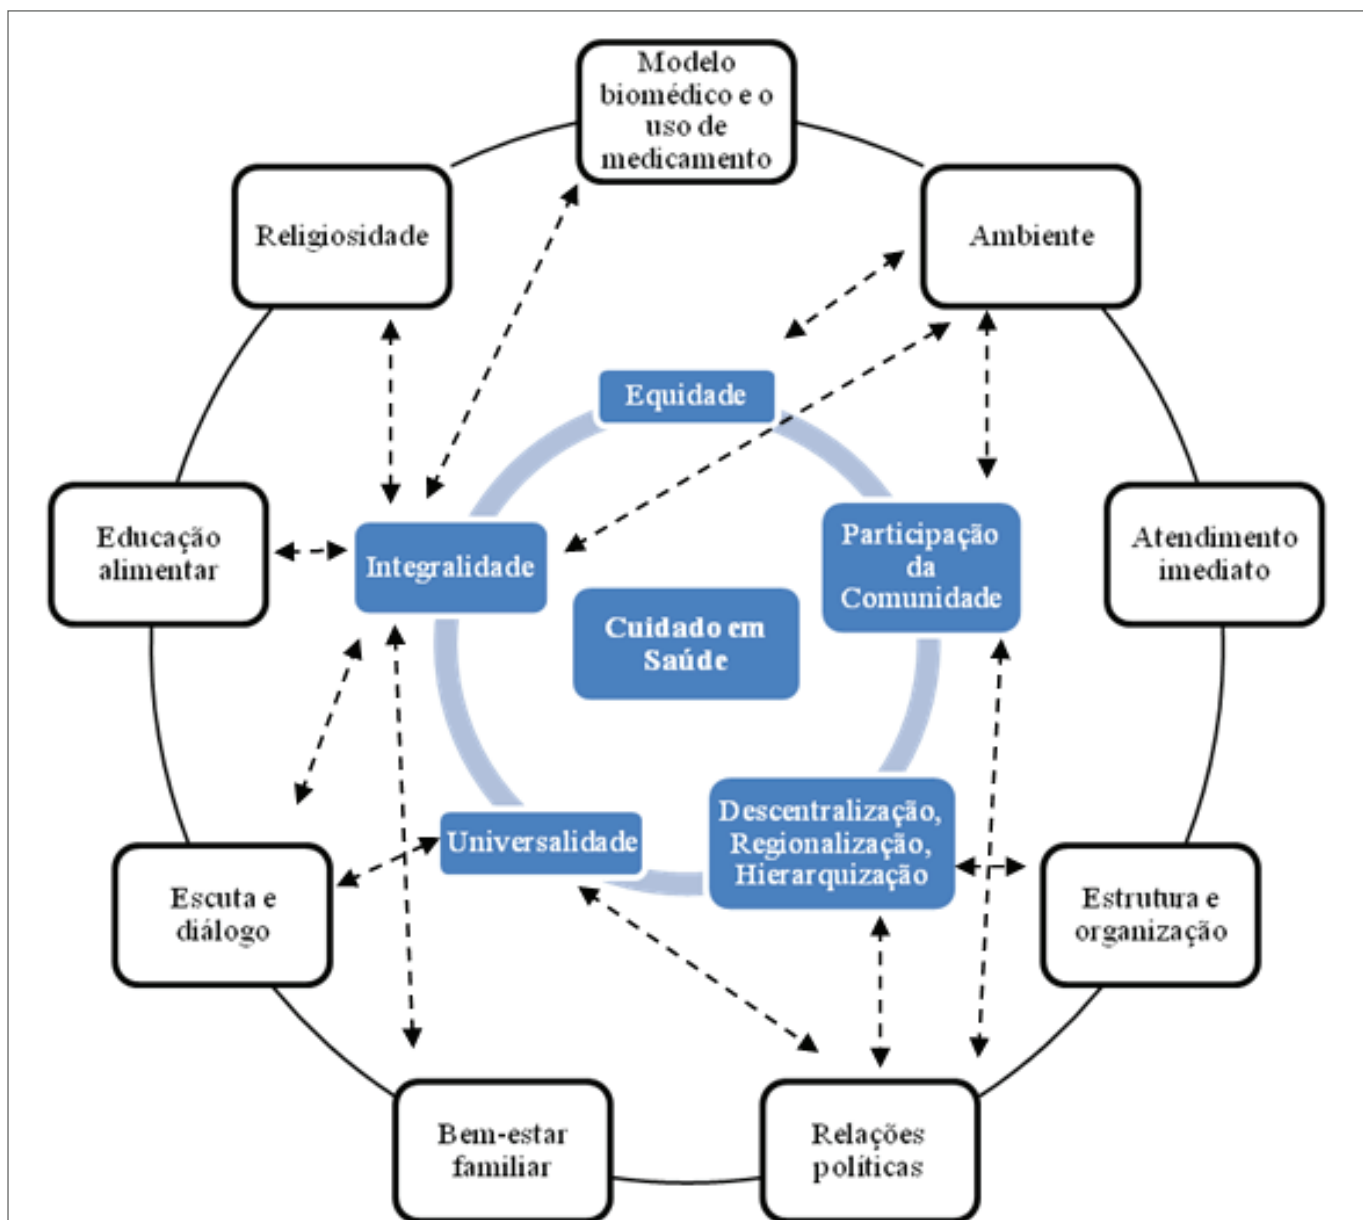 Modelo
biomédico e o
uso de
medicamento
Religiosidade
Ambiente
Equidade
Educação
alimentar
Integralidade
Participação
da
Comunidade
Atendimento
imediato
Cuidado em
Saúde
Universalidade
Descentralização,
Regionalização,
Hierarquização
Escuta e
diálogo
Estrutura e
organização
Bem-estar
familiar
Relações
políticas